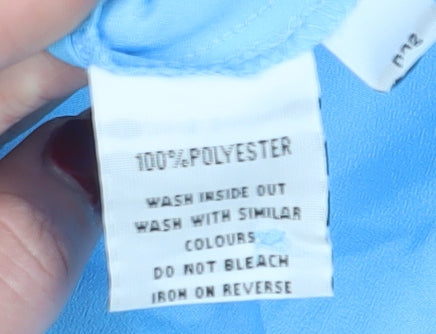 100%POLYESTER
WASH INSIDE OUT
WASH WITH SIMILAR
COLOURS
DO NOT BLEACH
IRON ON REVERSE